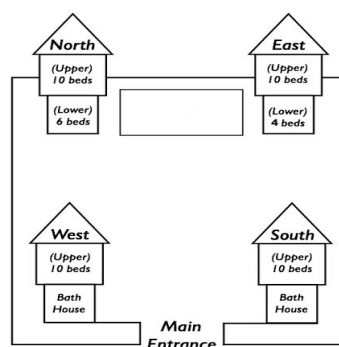 North
(Upper)
10 beds
(Lower)
6 beds
East
(Upper)
10 beds
(Lower)
4 beds
West
(Upper)
10 beds
Bath
House
South
(Upper)
10 beds
Bath
House
Main
Entrance